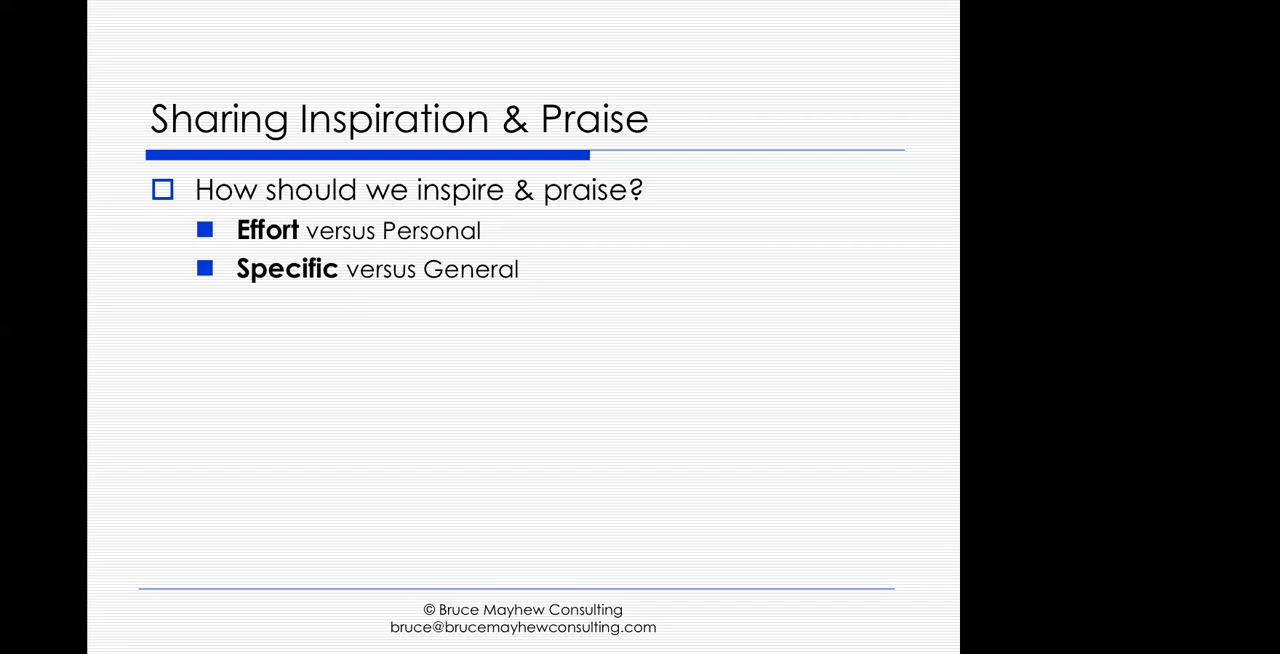 Sharing Inspiration & Praise
How should we inspire & praise?
Effort versus Personal
Specific versus General
© Bruce Mayhew Consulting
bruce@brucemayhewconsulting.com